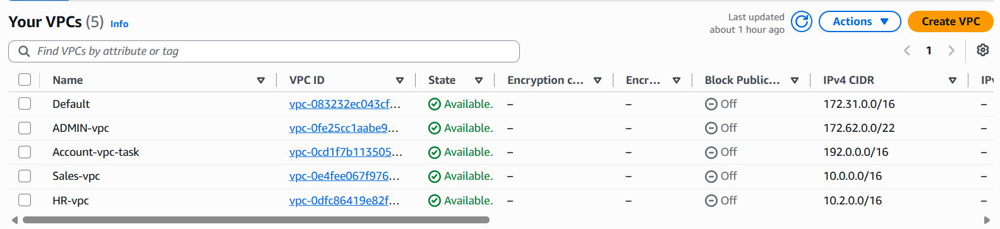 Your VPCs (5) Info
Last updated
about 1 hour ago
Actions
Create VPC
Find VPCs by attribute or tag
1
Name VPC ID State Encryption c... Encr... Block Public... IPv4 CIDR IPv
Default vpc-083232ec043cf... Available. – – Off 172.31.0.0/16 –
ADMIN-vpc vpc-0fe25cc1aabe9... Available. – – Off 172.62.0.0/22 –
Account-vpc-task vpc-0cd1f7b113505... Available. – – Off 192.0.0.0/16 –
Sales-vpc vpc-0e4fee067f976... Available. – – Off 10.0.0.0/16 –
HR-vpc vpc-0dfc86419e82f... Available. – – Off 10.2.0.0/16 –